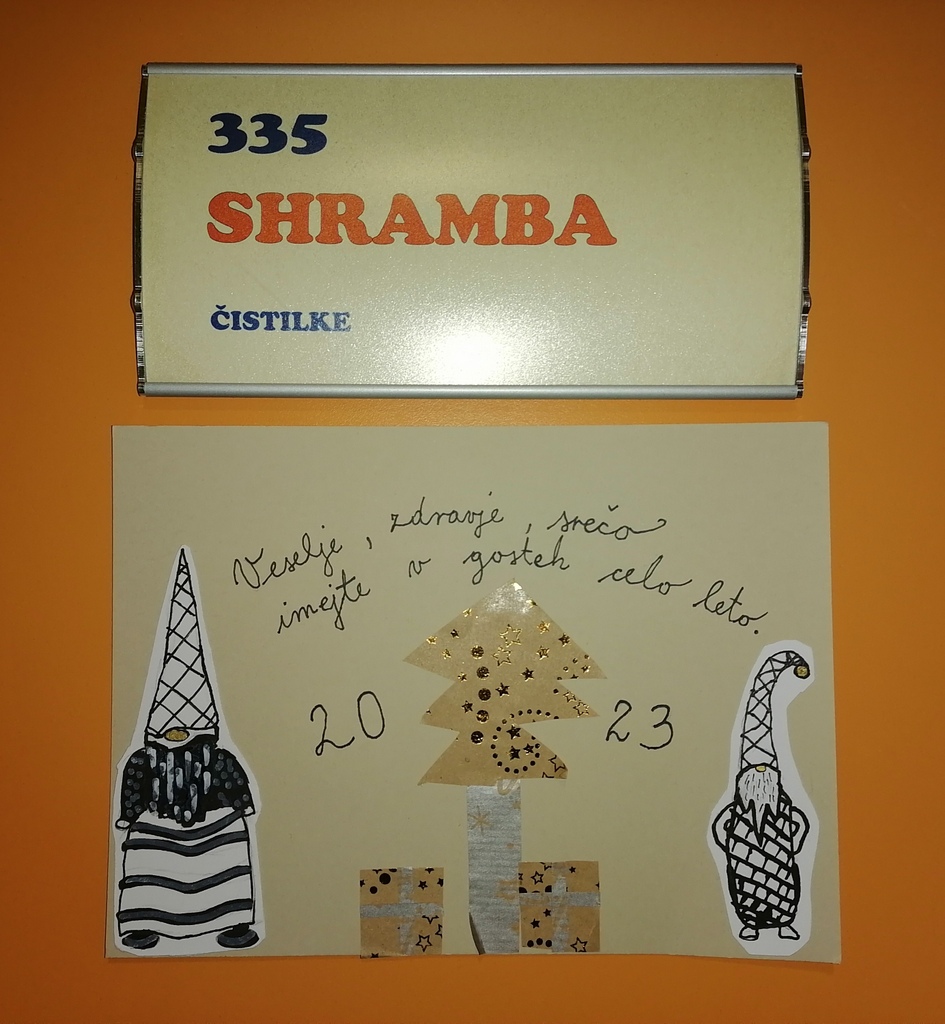 335
SHRAMBA
ČISTILKE
Veselje, zdravje, srečo
imejte v gosteh celo leto.
20 23